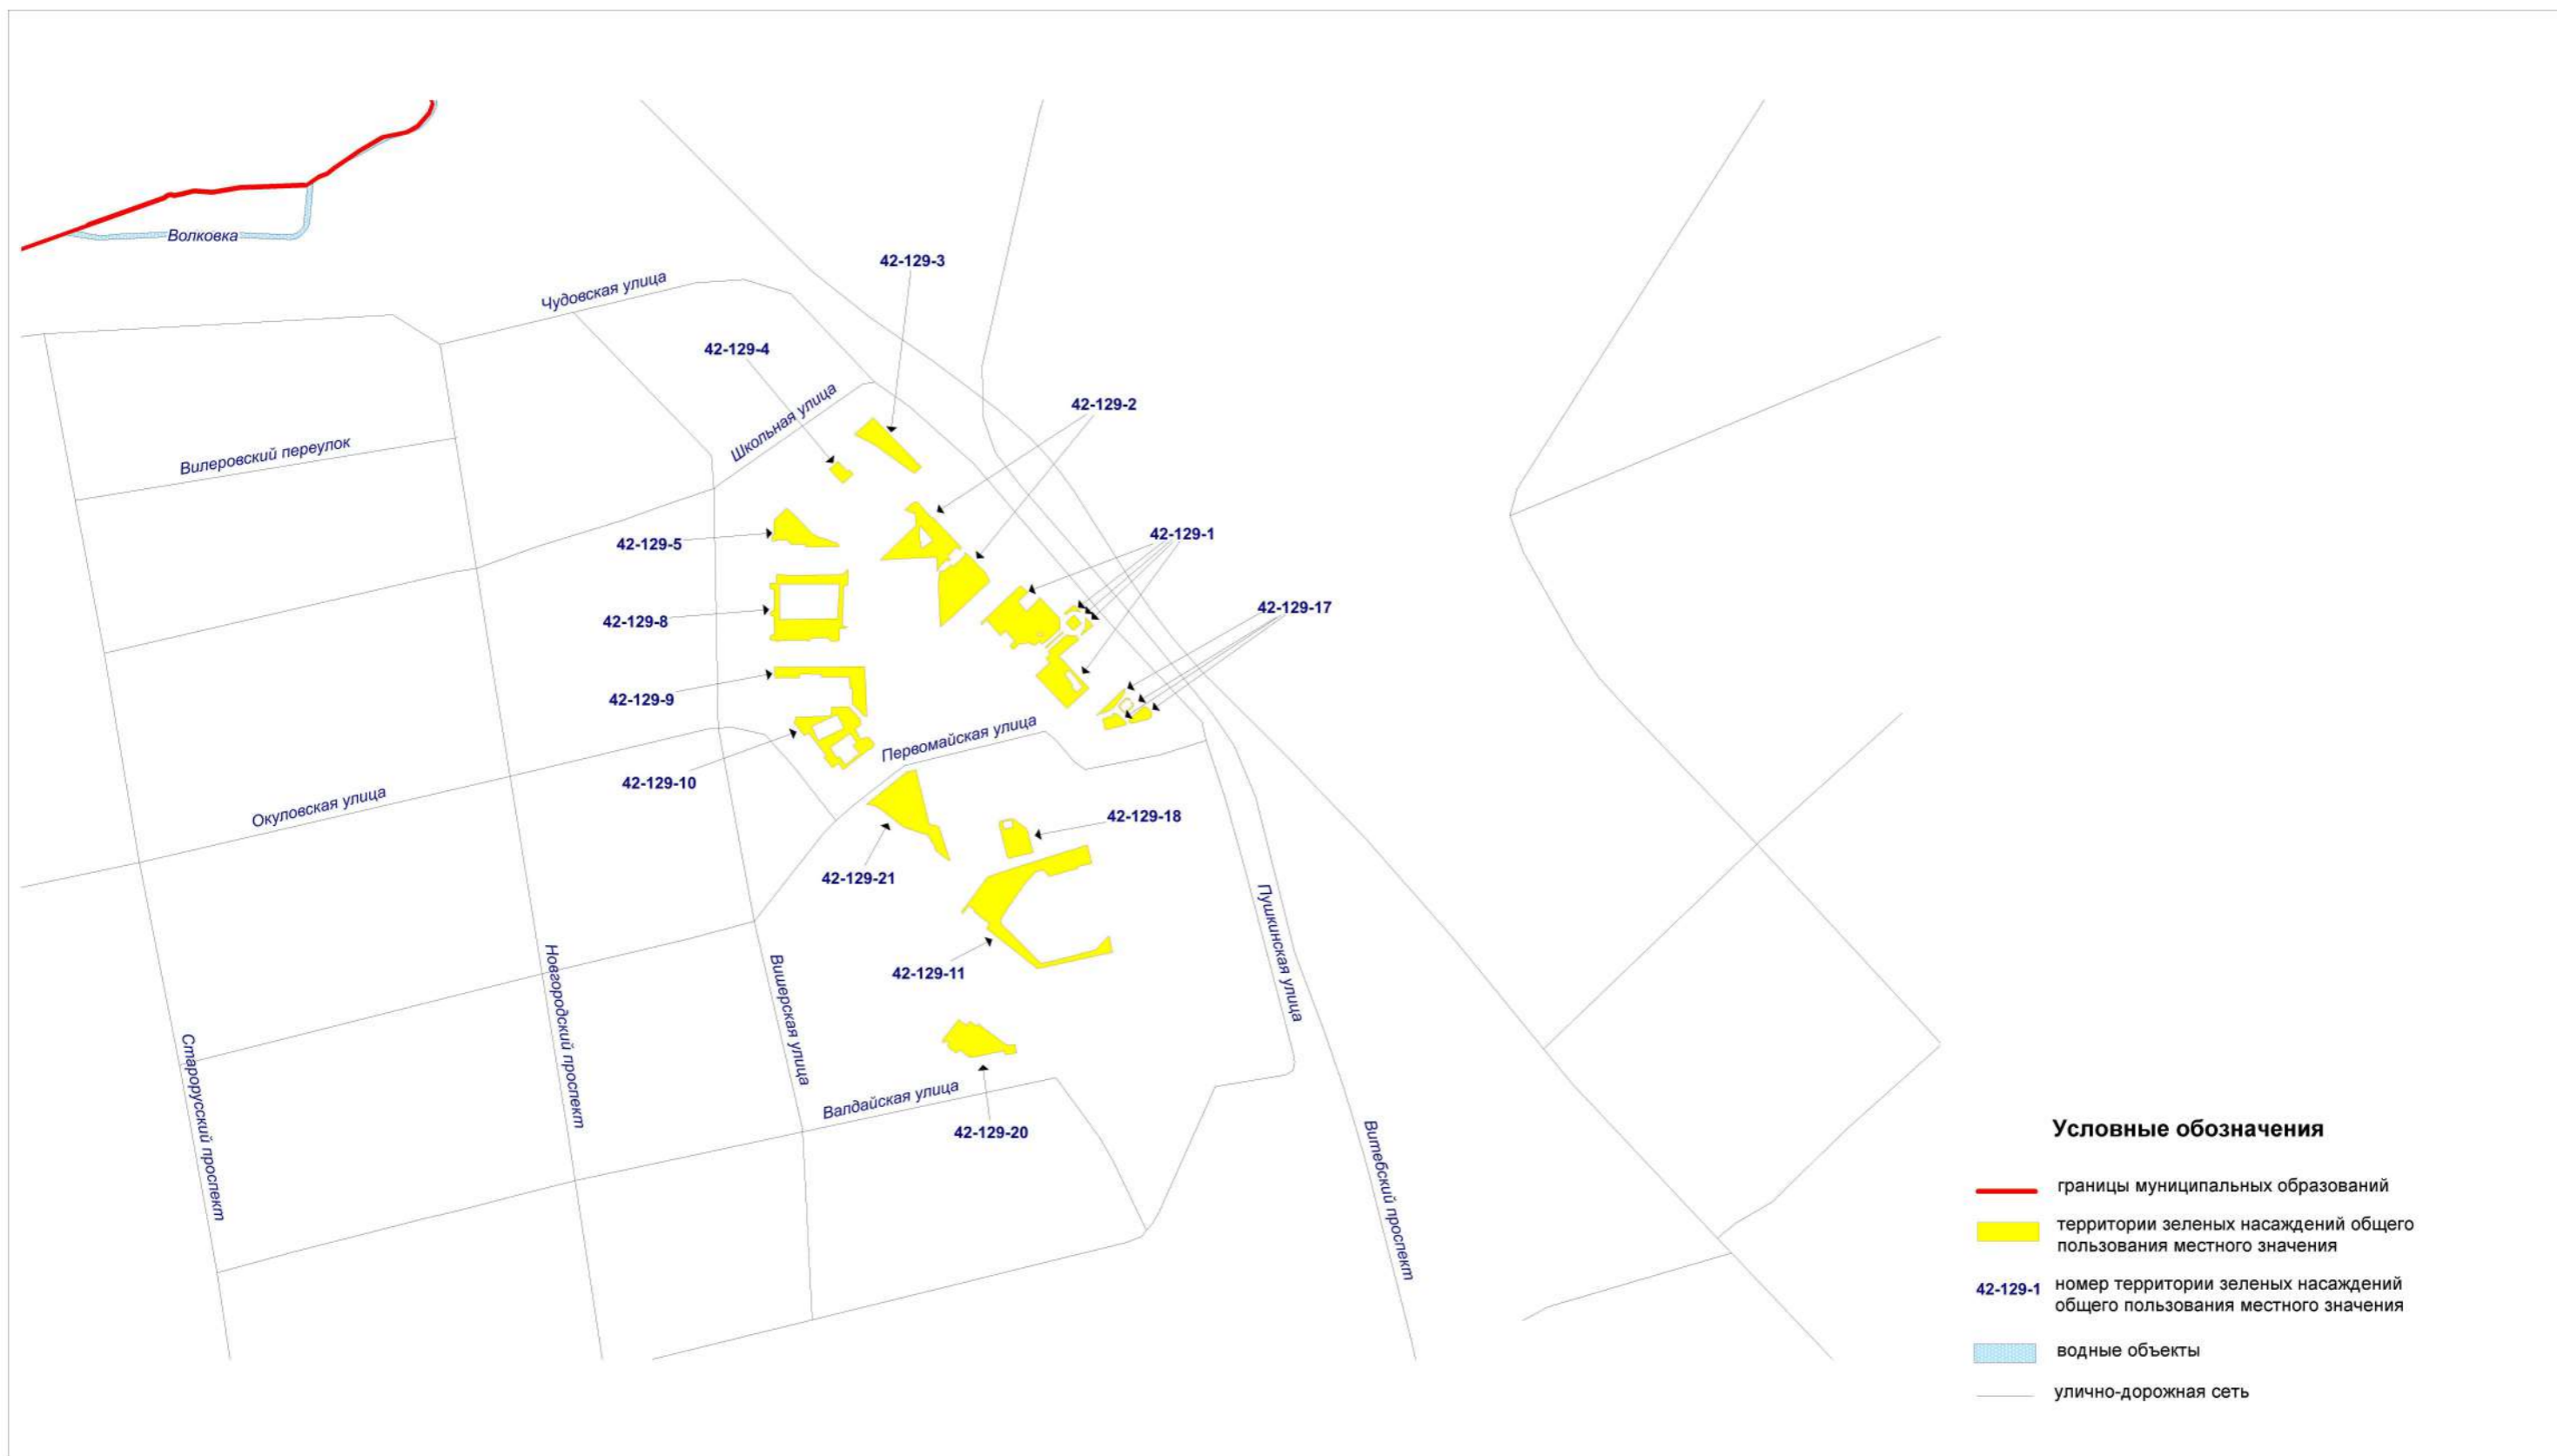 Волковка
42-129-3
Чудовская улица
42-129-4
Школьная улица
42-129-2
Вилеровский переулок
42-129-5
42-129-1
42-129-8
42-129-17
42-129-9
Первомайская улица
42-129-10
Окуловская улица
42-129-18
42-129-21
Пушкинская улица
42-129-11
Новгородский проспект
Вишерская улица
Старорусский проспект
Валдайская улица
42-129-20
Витебский проспект
Условные обозначения
границы муниципальных образований
территории зеленых насаждений общего
пользования местного значения
42-129-1 номер территории зеленых насаждений
общего пользования местного значения
водные объекты
улично-дорожная сеть